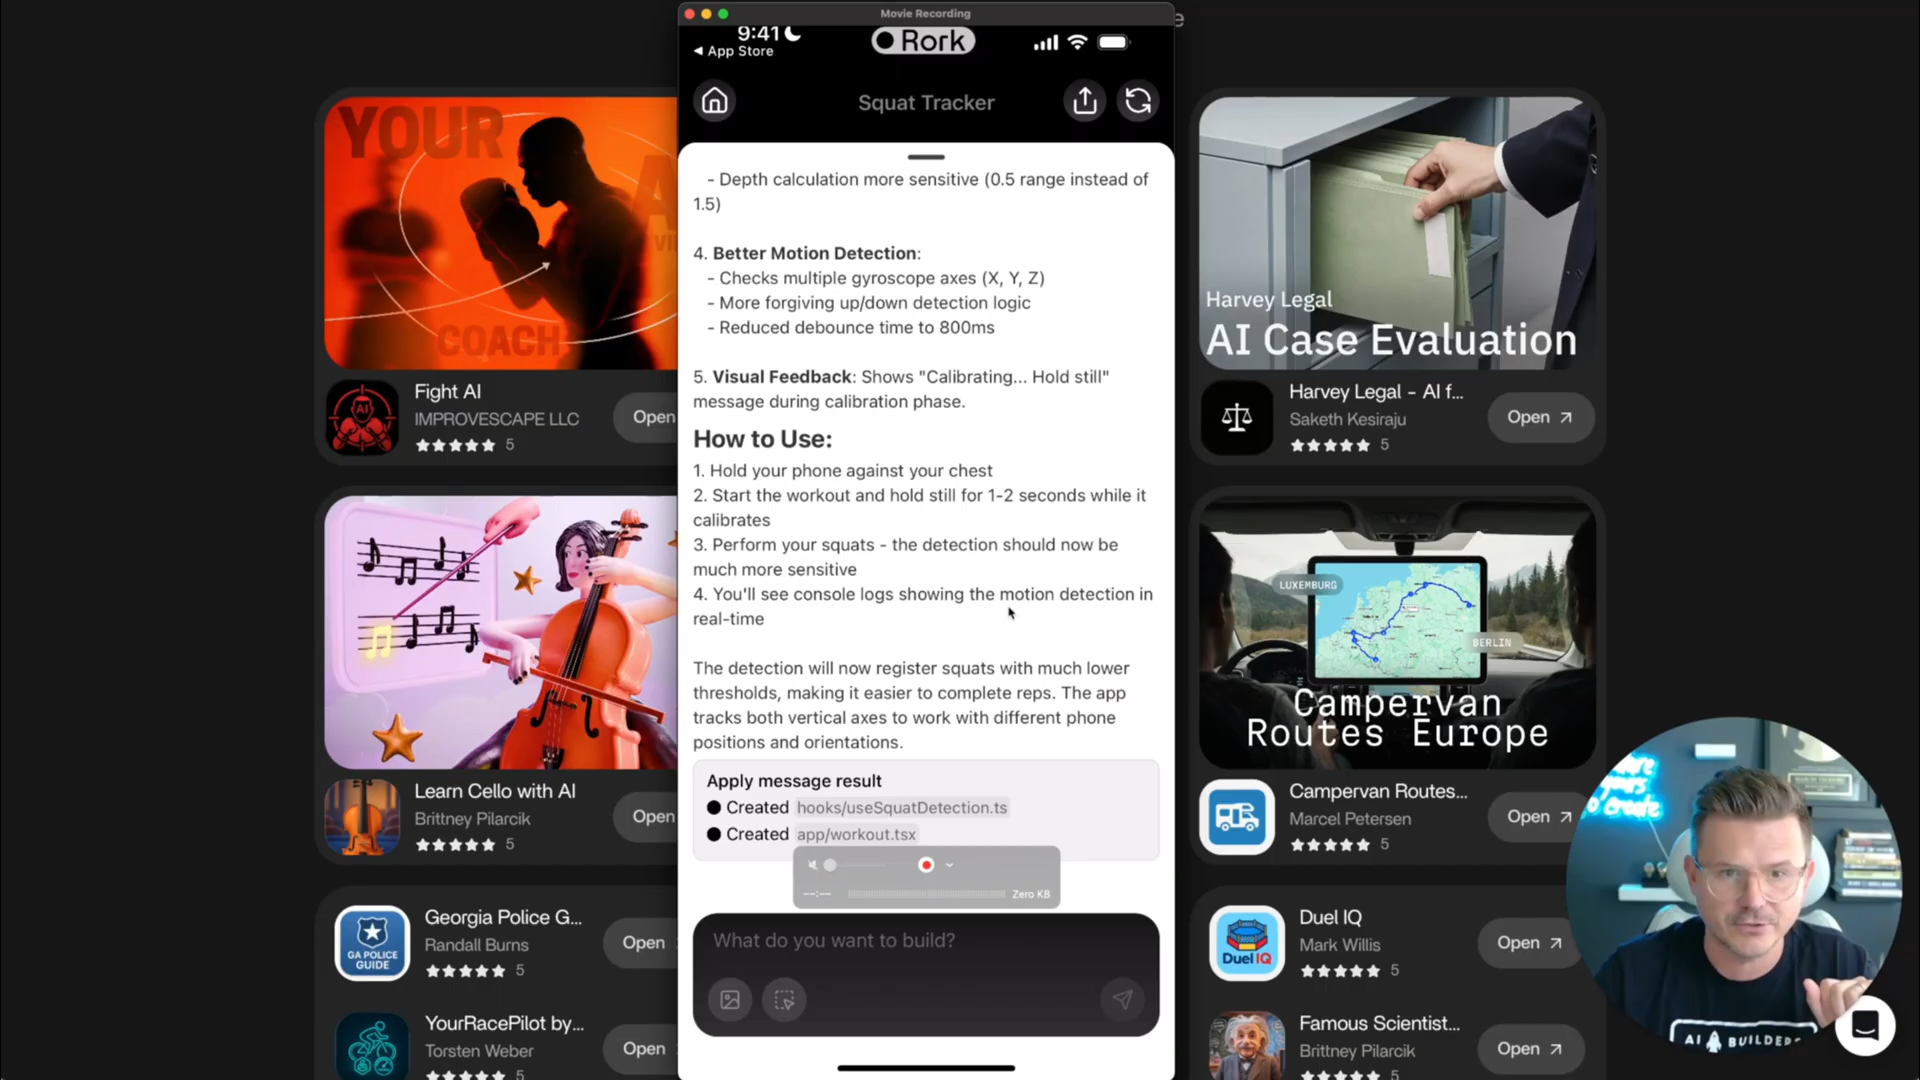 Movie Recording
9:41
◀ App Store
Rork
Squat Tracker
- Depth calculation more sensitive (0.5 range instead of
1.5)
4. Better Motion Detection:
- Checks multiple gyroscope axes (X, Y, Z)
- More forgiving up/down detection logic
- Reduced debounce time to 800ms
5. Visual Feedback: Shows "Calibrating... Hold still"
message during calibration phase.
How to Use:
1. Hold your phone against your chest
2. Start the workout and hold still for 1-2 seconds while it
calibrates
3. Perform your squats - the detection should now be
much more sensitive
4. You'll see console logs showing the motion detection in
real-time
The detection will now register squats with much lower
thresholds, making it easier to complete reps. The app
tracks both vertical axes to work with different phone
positions and orientations.
Apply message result
Created hooks/useSquatDetection.ts
Created app/workout.tsx
--:--
Zero KB
What do you want to build?
YOUR
COACH
AI
Fight AI
IMPROVESCAPE LLC
5
Open
Learn Cello with AI
Brittney Pilarcik
5
Open
GA POLICE
GUIDE
Georgia Police G...
Randall Burns
5
Open
YourRacePilot by...
Torsten Weber
5
Open
Harvey Legal
AI Case Evaluation
Harvey Legal - AI f...
Saketh Kesiraju
5
Open ↗
LUXEMBURG
BERLIN
Campervan
Routes Europe
Campervan Routes...
Marcel Petersen
5
Open ↗
Duel IQ
Duel IQ
Mark Willis
5
Open ↗
Famous Scientist...
Brittney Pilarcik
5
Open ↗
AI BUILDERS